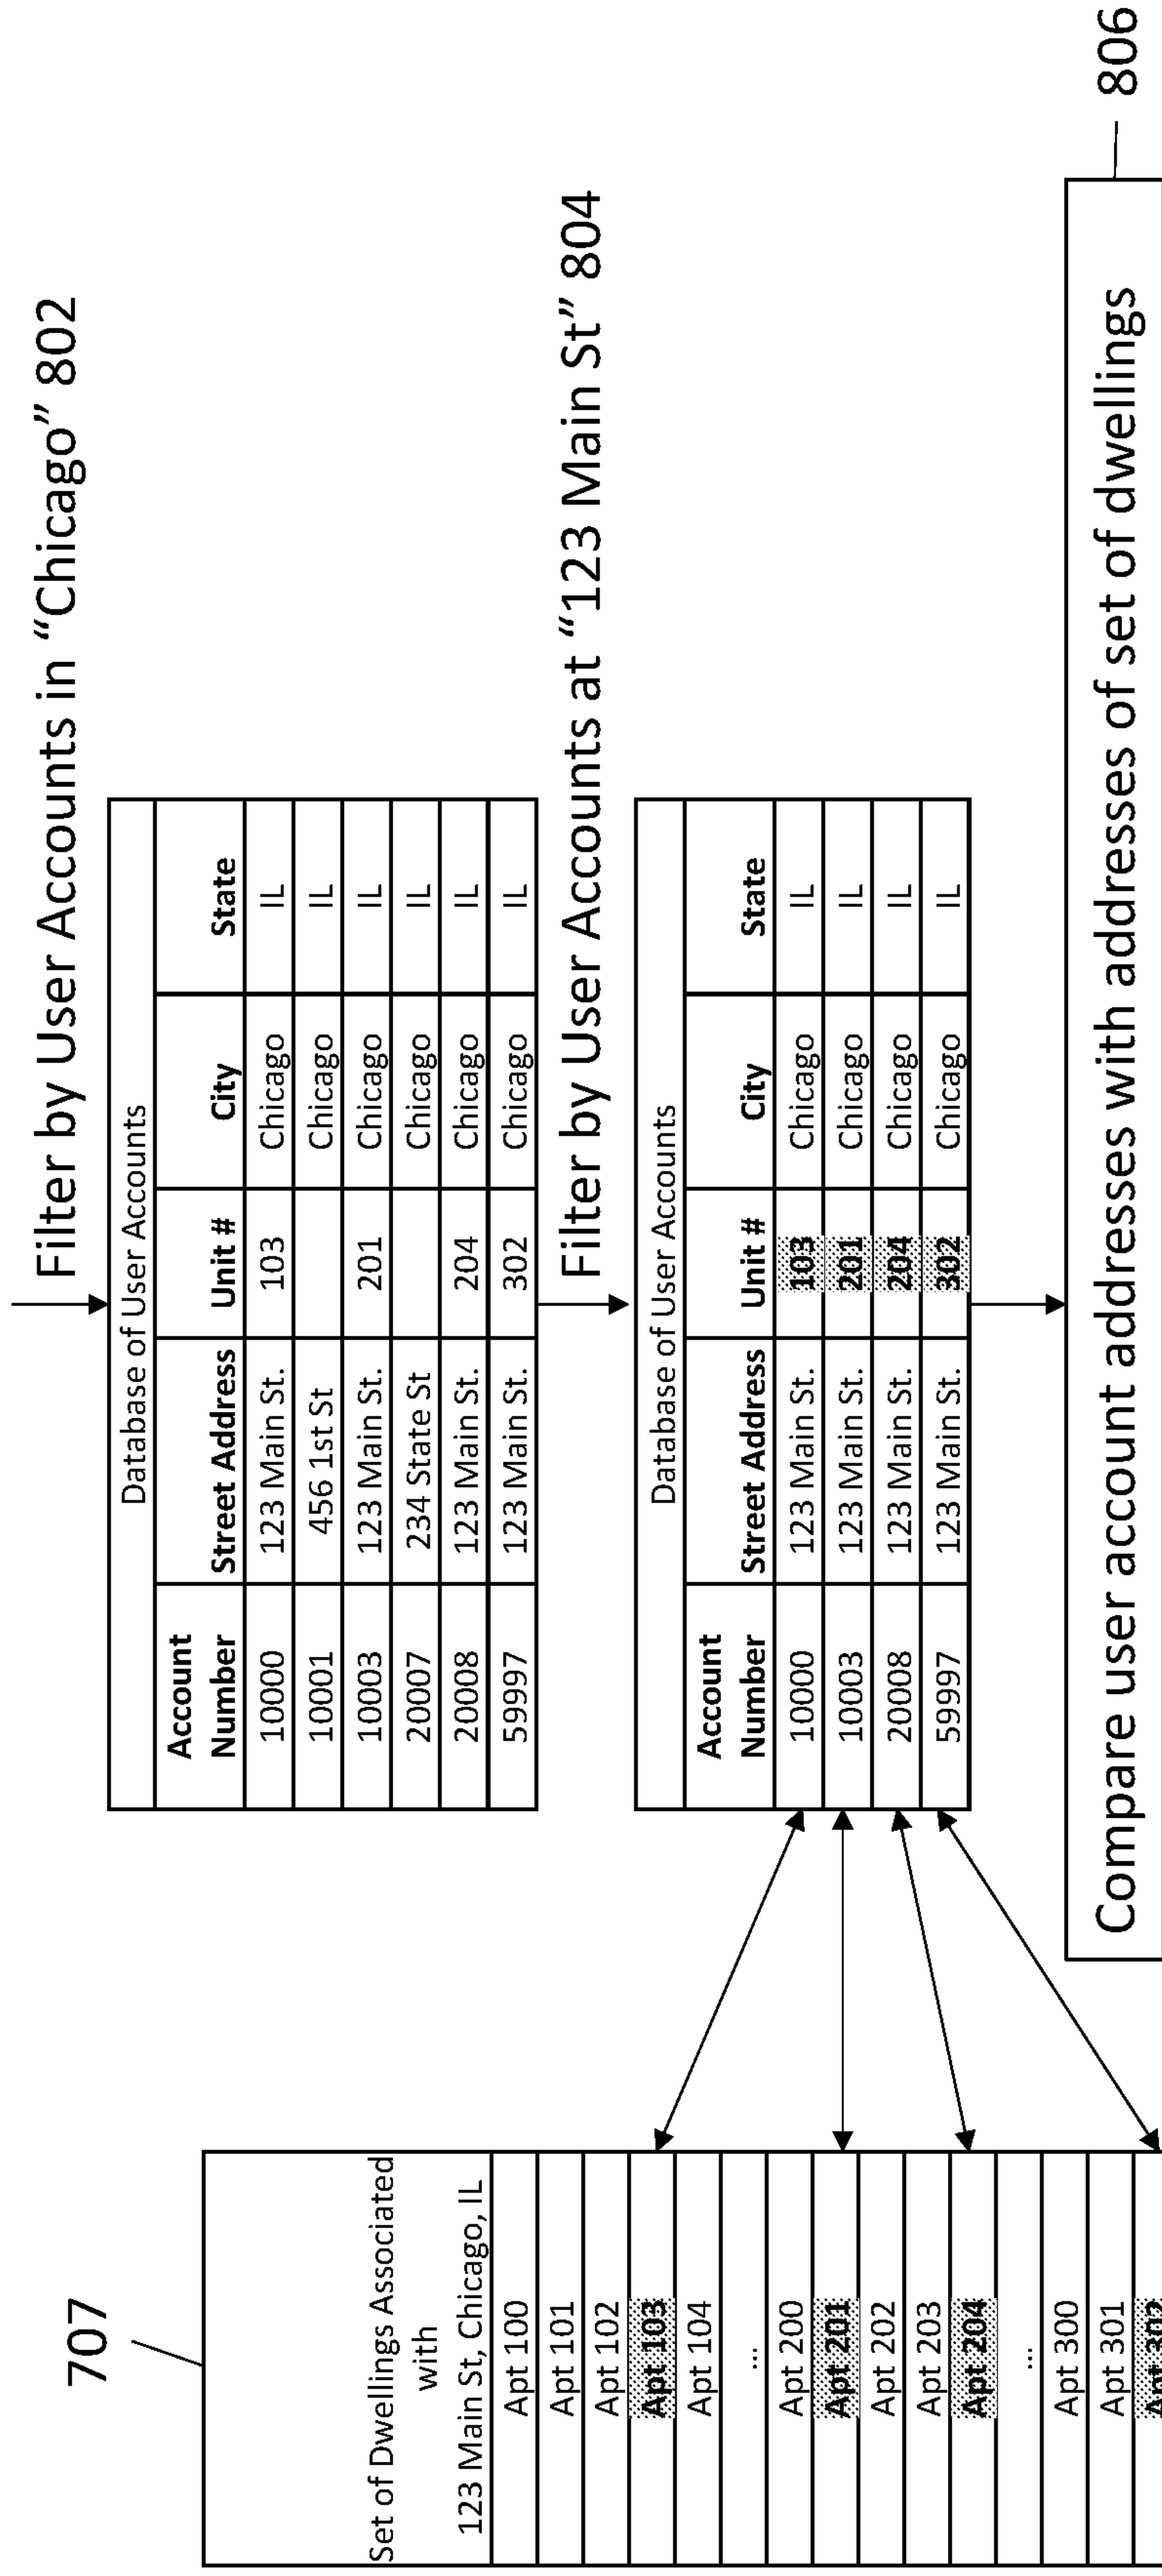 707
Set of Dwellings Associated
with
123 Main St, Chicago, IL
Apt 100
Apt 101
Apt 102
Apt 103
Apt 104
...
Apt 200
Apt 201
Apt 202
Apt 203
Apt 204
...
Apt 300
Apt 301
Apt 302
Filter by User Accounts in “Chicago” 802
Database of User Accounts
Account Number Street Address Unit # City State
10000 123 Main St. 103 Chicago IL
10001 456 1st St Chicago IL
10003 123 Main St. 201 Chicago IL
20007 234 State St Chicago IL
20008 123 Main St. 204 Chicago IL
59997 123 Main St. 302 Chicago IL
Filter by User Accounts at “123 Main St” 804
Database of User Accounts
Account Number Street Address Unit # City State
10000 123 Main St. 103 Chicago IL
10003 123 Main St. 201 Chicago IL
20008 123 Main St. 204 Chicago IL
59997 123 Main St. 302 Chicago IL
Compare user account addresses with addresses of set of dwellings
806